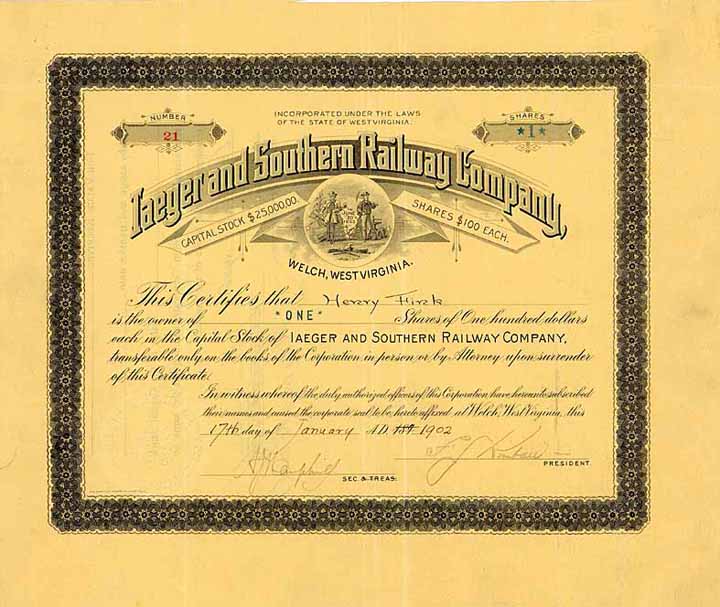 NUMBER
21
INCORPORATED UNDER THE LAWS
OF THE STATE OF WEST VIRGINIA.
SHARES
*1*
Iaeger and Southern Railway Company,
CAPITAL STOCK $25,000.00.
SHARES $100 EACH.
WELCH, WEST VIRGINIA.
This Certifies that Henry Fink
is the owner of "ONE" Shares of One hundred dollars
each in the Capital Stock of IAEGER AND SOUTHERN RAILWAY COMPANY,
transferable only on the books of the Corporation in person or by Attorney upon surrender
of this Certificate.
In witness whereof the duly authorized officers of this Corporation have hereunto subscribed
their names and caused the corporate seal to be hereto affixed at Welch, West Virginia, this
17th day of January A.D. 1902
SEC. & TREAS.
PRESIDENT.